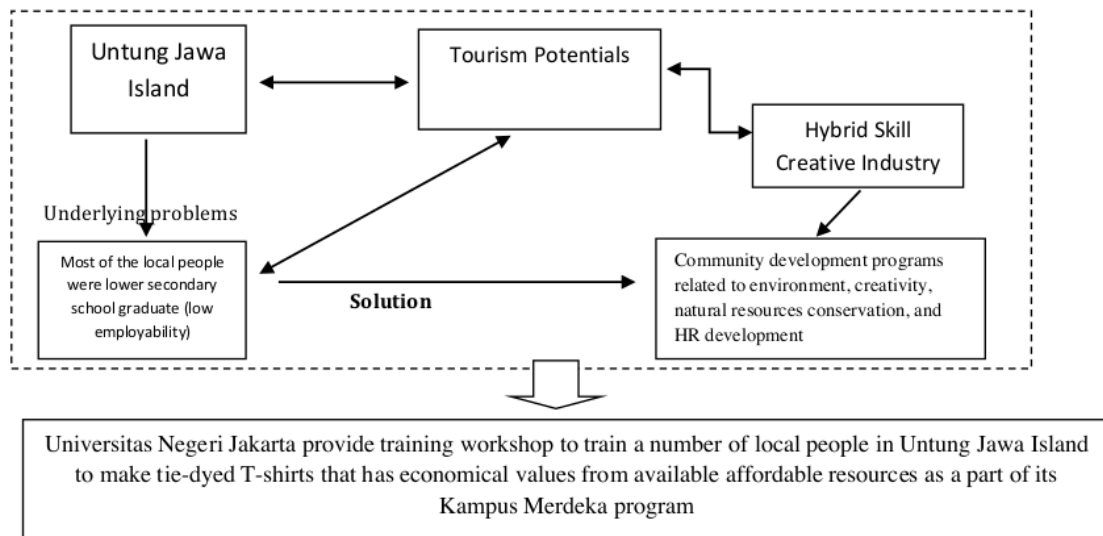 Untung Jawa
Island
Tourism Potentials
Hybrid Skill
Creative Industry
Underlying problems
Most of the local people
were lower secondary
school graduate (low
employability)
Solution
Community development programs
related to environment, creativity,
natural resources conservation, and
HR development
Universitas Negeri Jakarta provide training workshop to train a number of local people in Untung Jawa Island
to make tie-dyed T-shirts that has economical values from available affordable resources as a part of its
Kampus Merdeka program